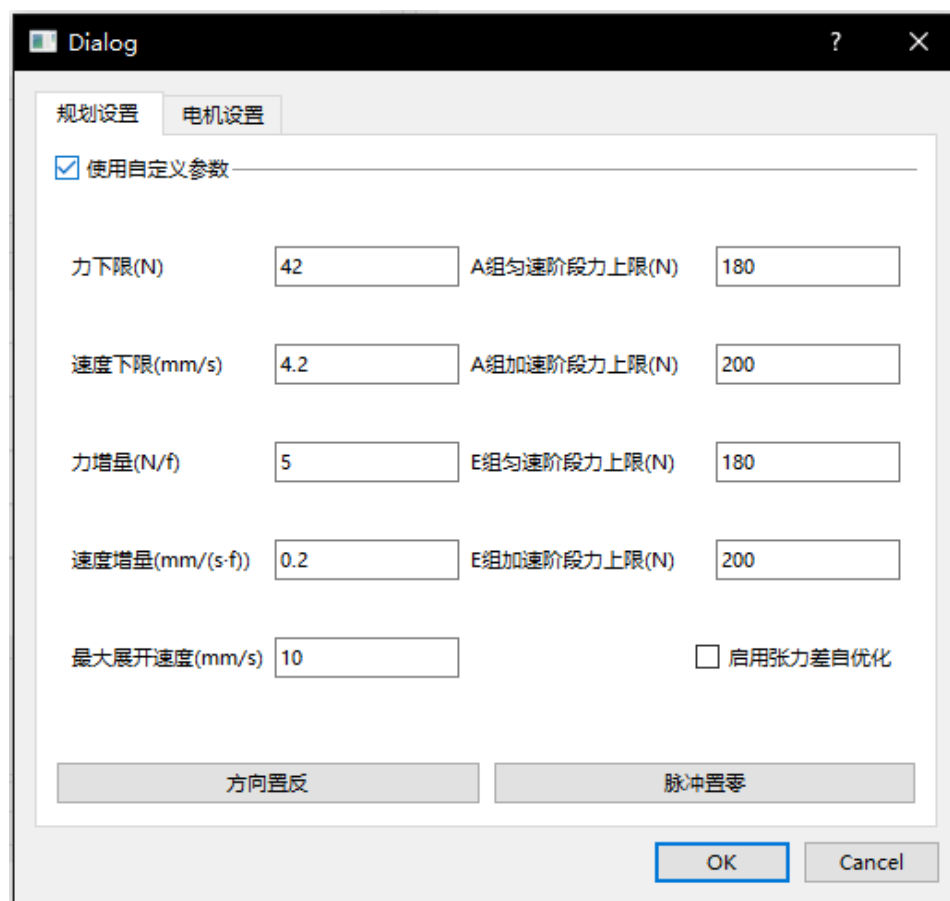 Dialog
规划设置 电机设置
使用自定义参数
力下限(N) 42 A组匀速阶段力上限(N) 180
速度下限(mm/s) 4.2 A组加速阶段力上限(N) 200
力增量(N/f) 5 E组匀速阶段力上限(N) 180
速度增量(mm/(s·f)) 0.2 E组加速阶段力上限(N) 200
最大展开速度(mm/s) 10 启用张力差自优化
方向置反 脉冲置零
OK Cancel